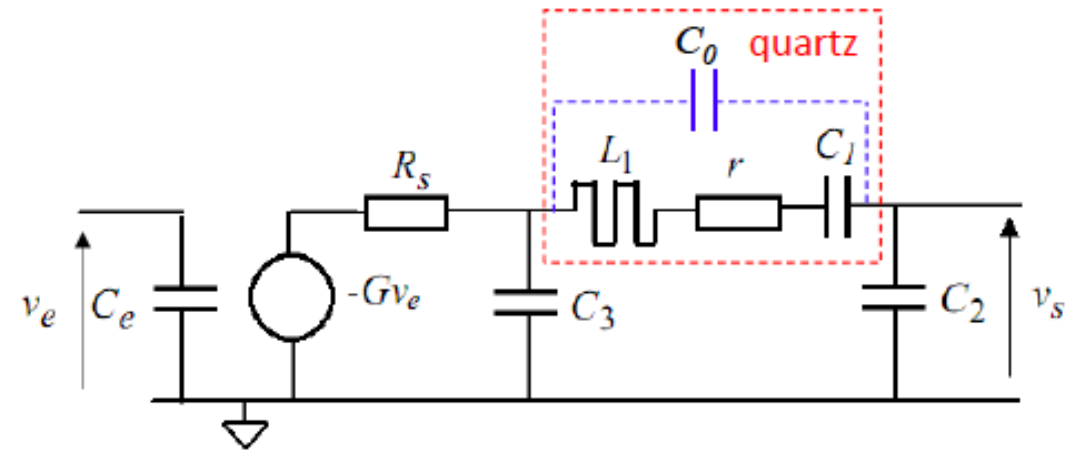 C₀ quartz
L₁ r C₁
Rₛ
vₑ Cₑ -Gvₑ C₃ C₂ vₛ